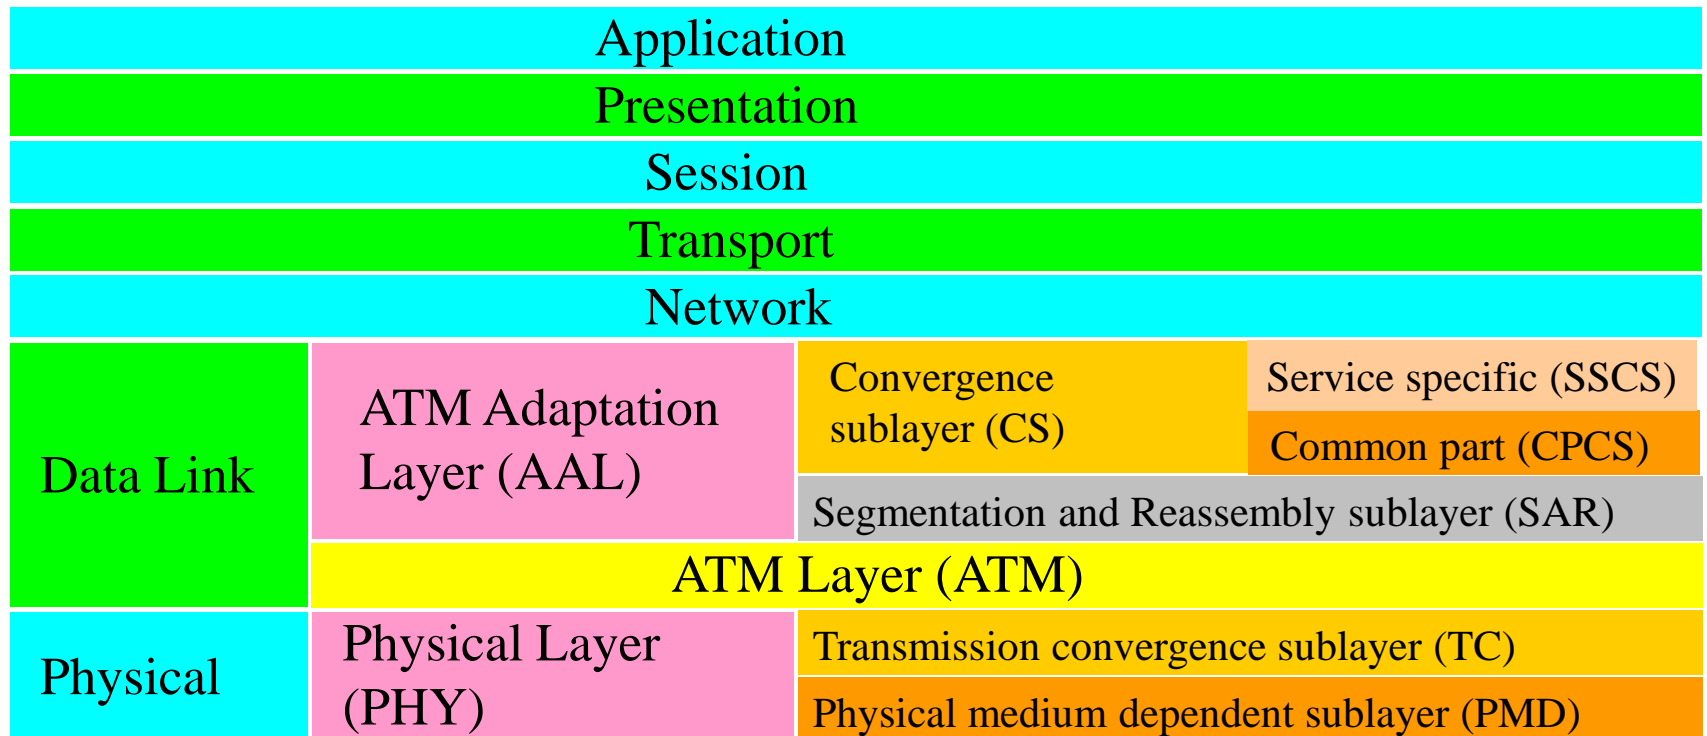 Application
Presentation
Session
Transport
Network
Data Link
ATM Adaptation
Layer (AAL)
Convergence
sublayer (CS)
Service specific (SSCS)
Common part (CPCS)
Segmentation and Reassembly sublayer (SAR)
ATM Layer (ATM)
Physical
Physical Layer
(PHY)
Transmission convergence sublayer (TC)
Physical medium dependent sublayer (PMD)